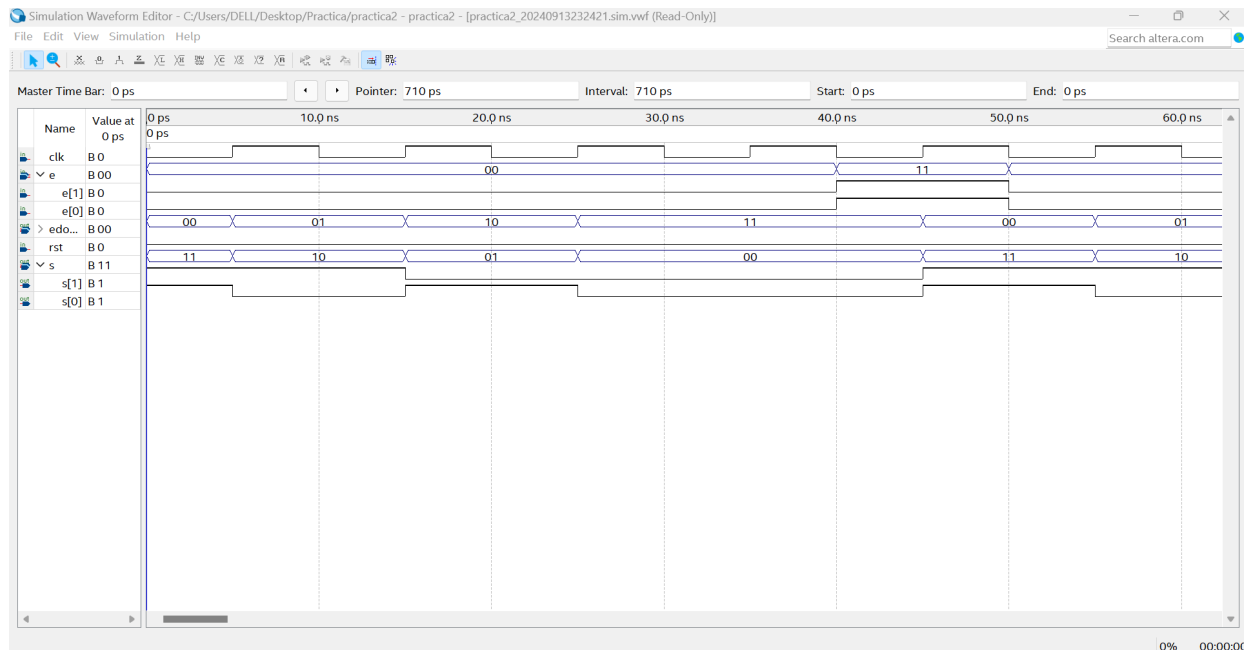 Simulation Waveform Editor - C:/Users/DELL/Desktop/Practica/practica2 - practica2 - [practica2_20240913232421.sim.vwf (Read-Only)]
File Edit View Simulation Help
Search altera.com
Master Time Bar: 0 ps Pointer: 710 ps Interval: 710 ps Start: 0 ps End: 0 ps
Name Value at 0 ps
0 ps 10.0 ns 20.0 ns 30.0 ns 40.0 ns 50.0 ns 60.0 ns
0 ps
clk B 0
e B 00 00 11
e[1] B 0
e[0] B 0
edo... B 00 00 01 10 11 00 01
rst B 0
s B 11 11 10 01 00 11 10
s[1] B 1
s[0] B 1
0% 00:00:00